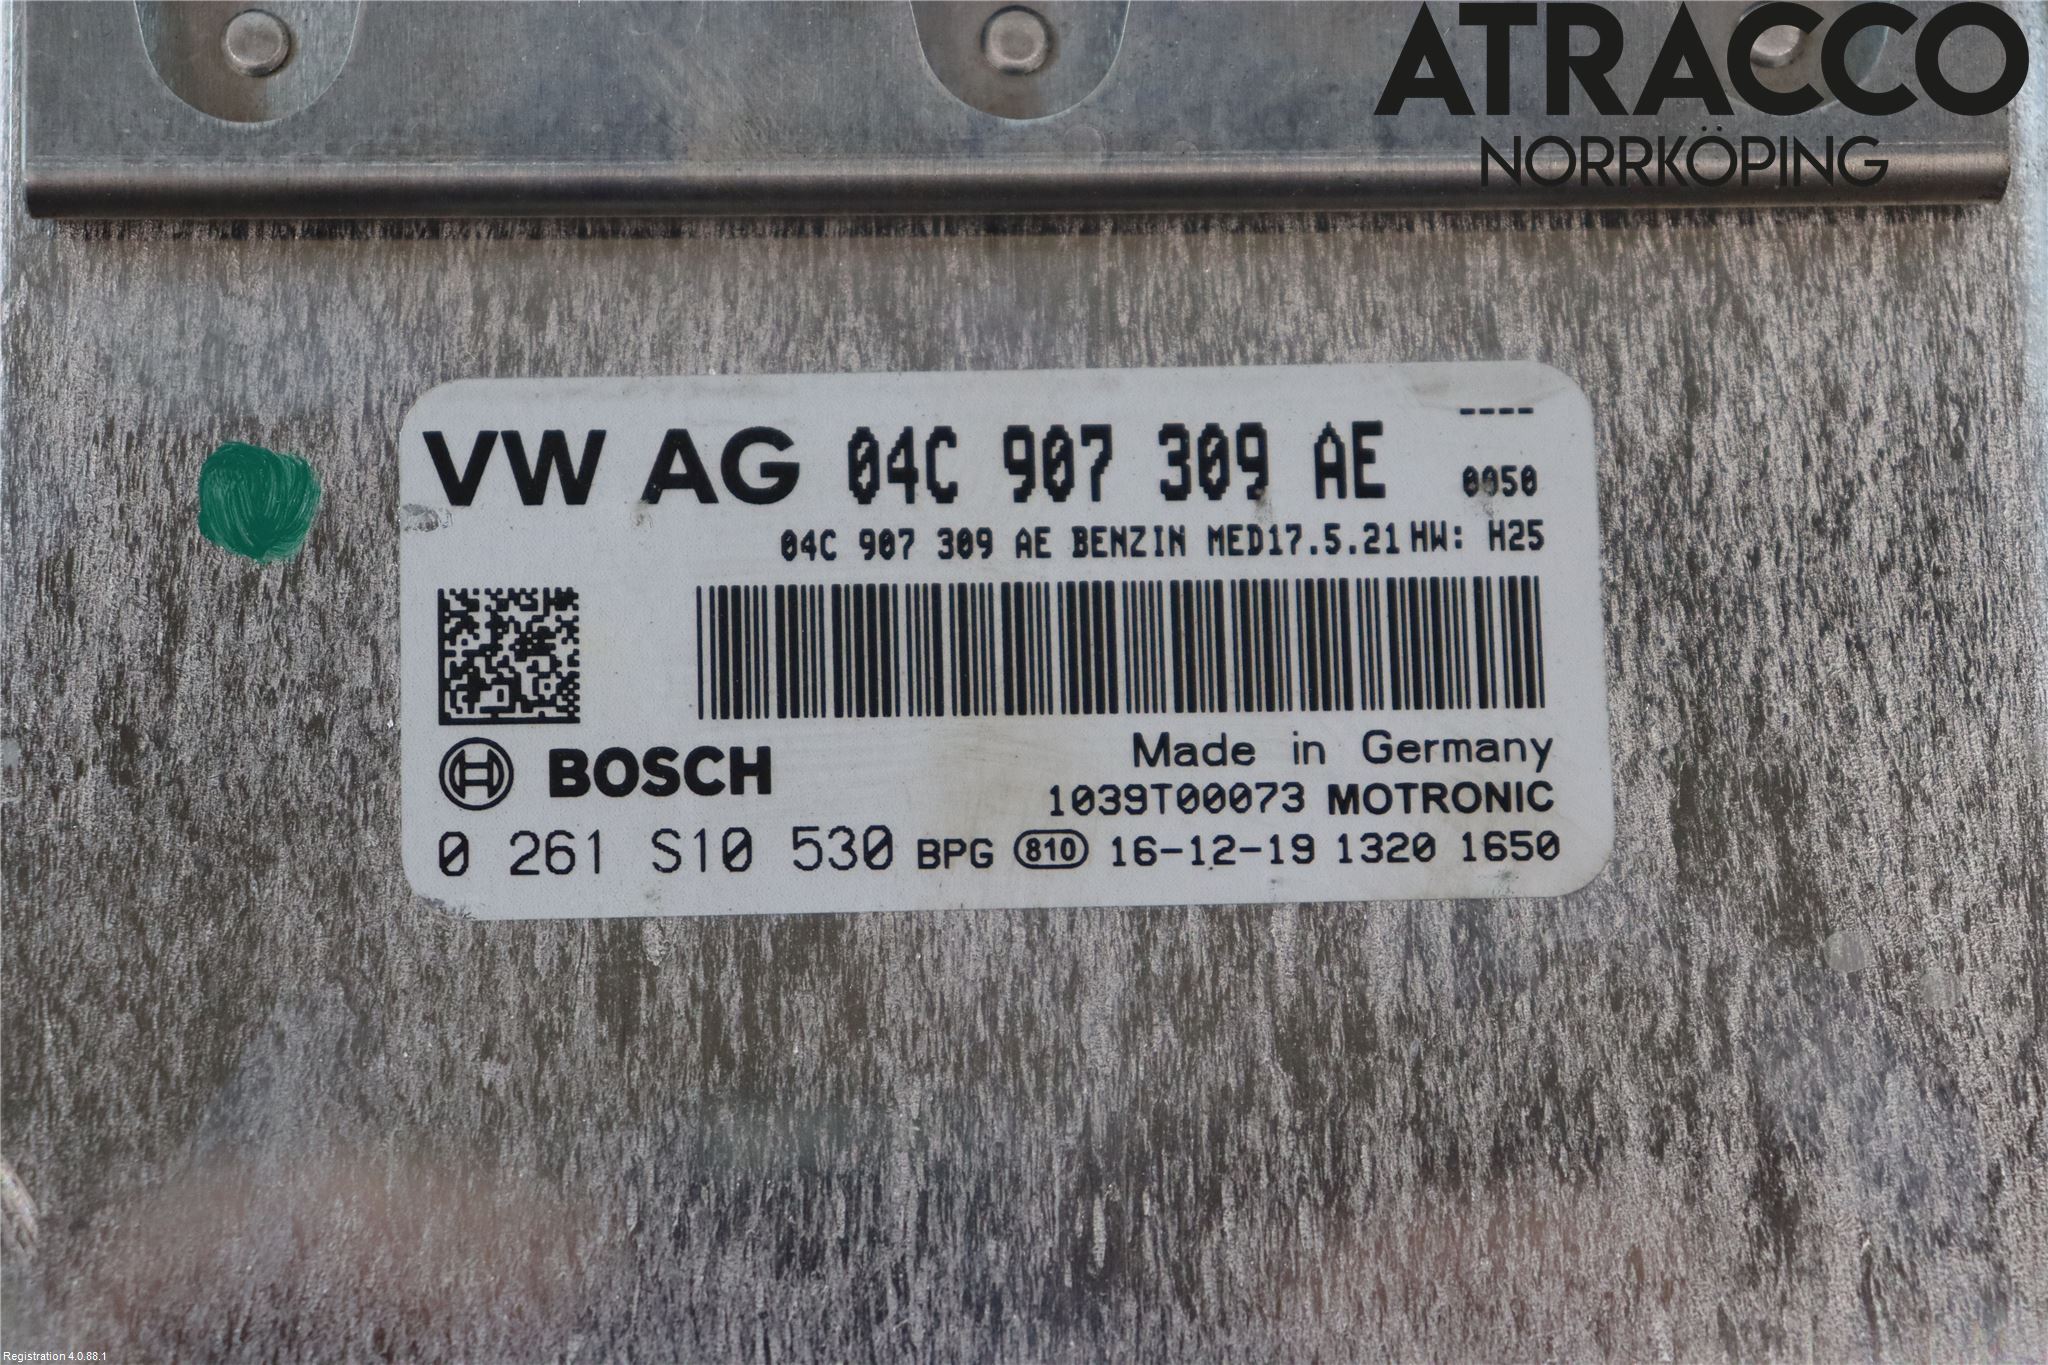 ATRACCO
NORRKÖPING
----
VW AG 04C 907 309 AE 0050
04C 907 309 AE BENZIN MED17.5.21 HW: H25
BOSCH
Made in Germany
1039T00073 MOTRONIC
0 261 S10 530 BPG 810 16-12-19 1320 1650
Registration 4.0.88.1